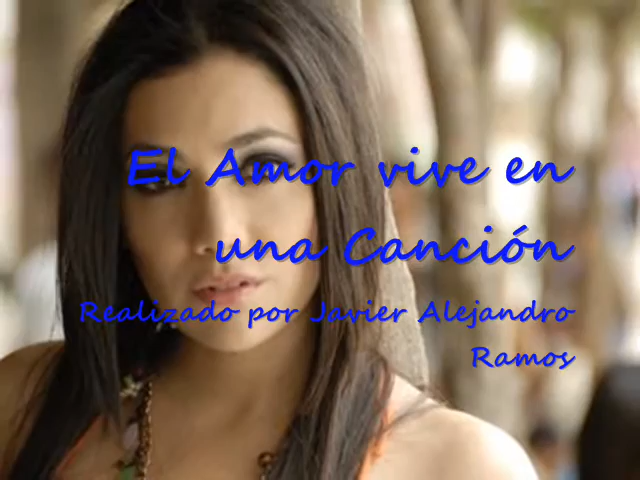 El Amor vive en
una Canción
Realizado por Javier Alejandro
Ramos